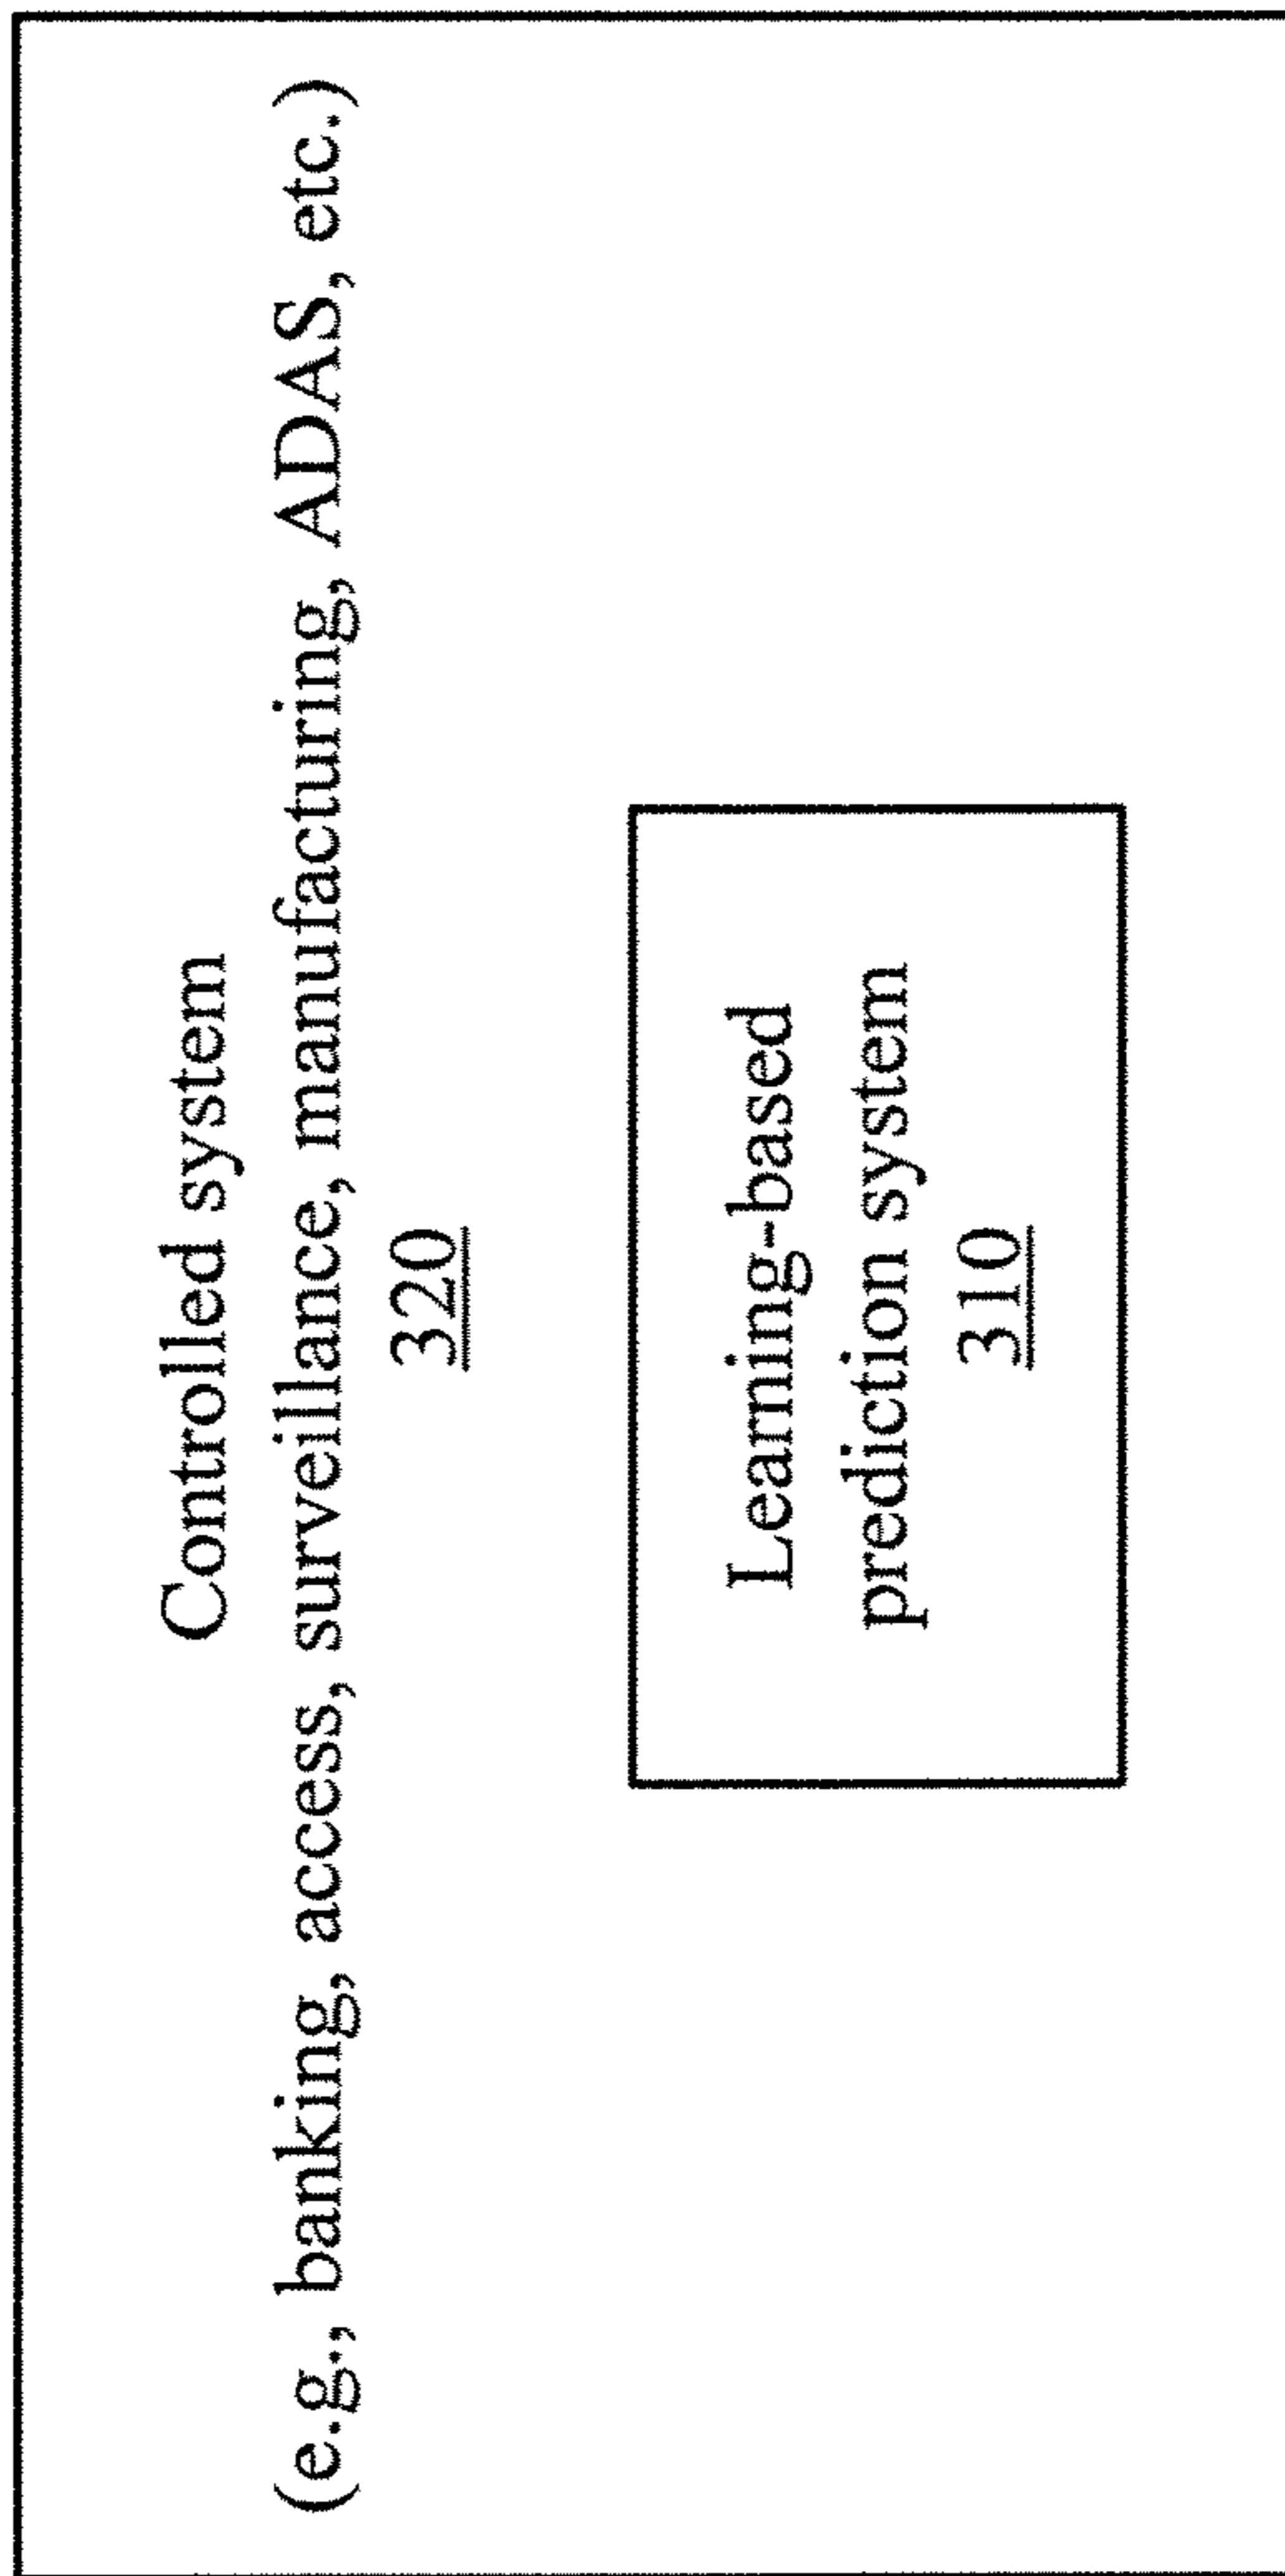 Controlled system
(e.g., banking, access, surveillance, manufacturing, ADAS, etc.)
320
Learning-based
prediction system
310